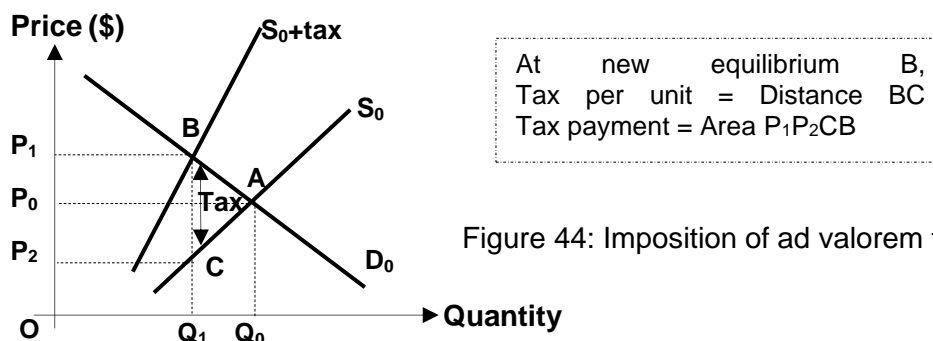 Price ($)
S₀+tax
At new equilibrium B,
Tax per unit = Distance BC
Tax payment = Area P₁P₂CB
S₀
B
P₁
A
P₀
Tax
P₂
C
D₀
Figure 44: Imposition of ad valorem
O
Q₁ Q₀
Quantity